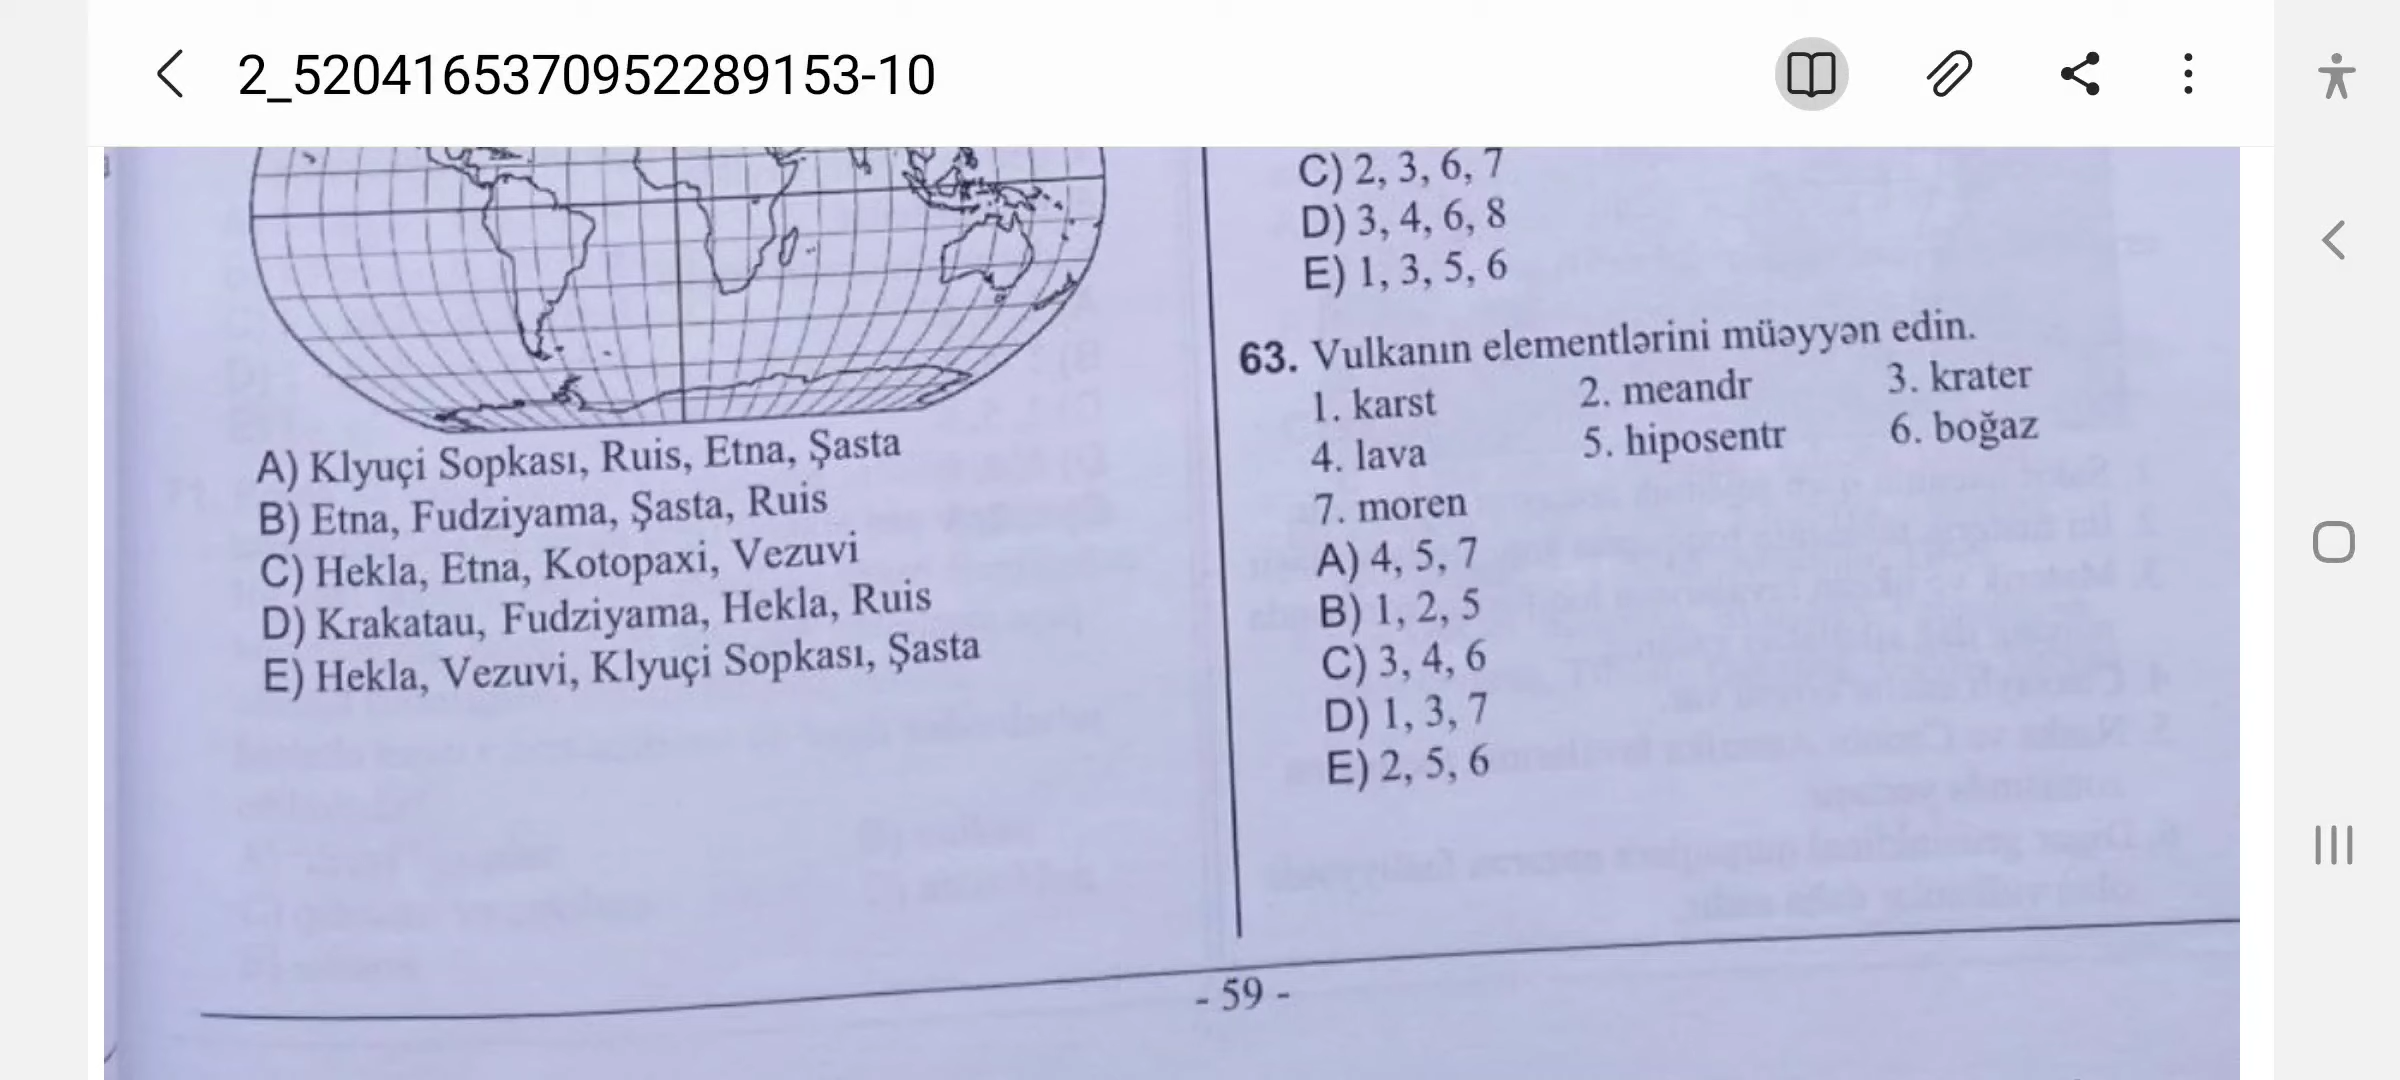 2_5204165370952289153-10
A) Klyuçi Sopkası, Ruis, Etna, Şasta
B) Etna, Fudziyama, Şasta, Ruis
C) Hekla, Etna, Kotopaxi, Vezuvi
D) Krakatau, Fudziyama, Hekla, Ruis
E) Hekla, Vezuvi, Klyuçi Sopkası, Şasta
C) 2, 3, 6, 7
D) 3, 4, 6, 8
E) 1, 3, 5, 6
63. Vulkanın elementlərini müəyyən edin.
1. karst 2. meandr 3. krater
4. lava 5. hiposentr 6. boğaz
7. moren
A) 4, 5, 7
B) 1, 2, 5
C) 3, 4, 6
D) 1, 3, 7
E) 2, 5, 6
- 59 -